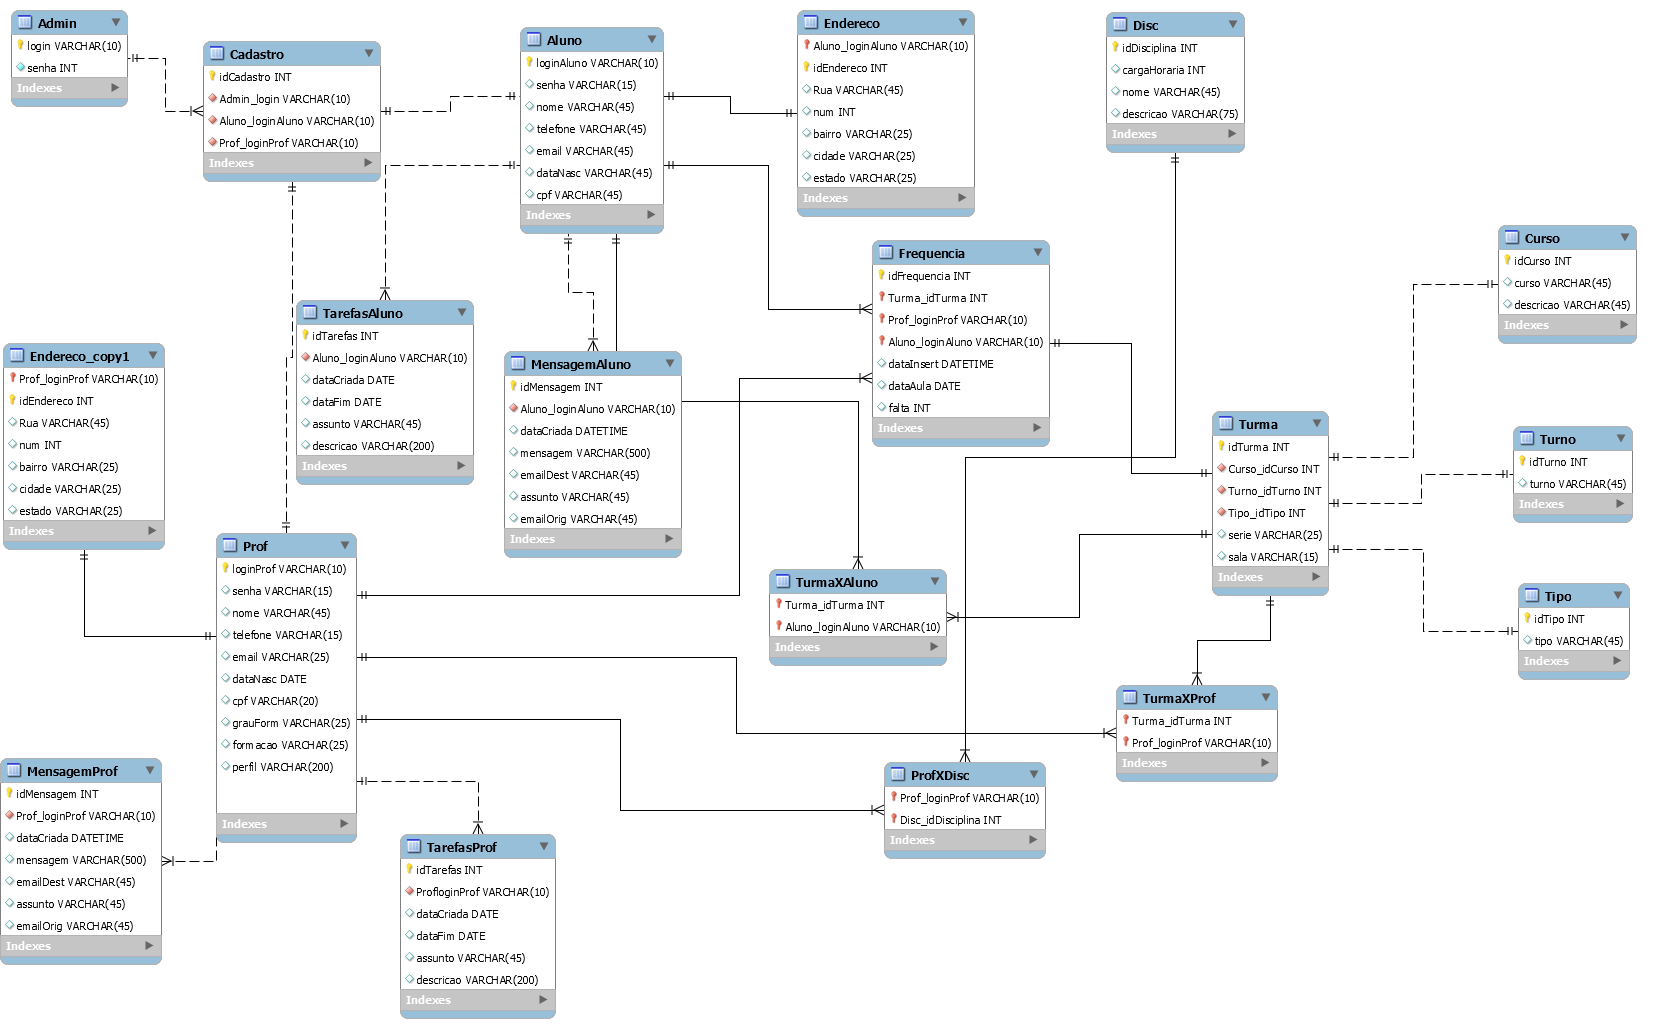 Admin
login VARCHAR(10)
senha INT
Indexes
Cadastro
idCadastro INT
Admin_login VARCHAR(10)
Aluno_loginAluno VARCHAR(10)
Prof_loginProf VARCHAR(10)
Indexes
Aluno
loginAluno VARCHAR(10)
senha VARCHAR(15)
nome VARCHAR(45)
telefone VARCHAR(45)
email VARCHAR(45)
dataNasc VARCHAR(45)
cpf VARCHAR(45)
Indexes
Endereco
Aluno_loginAluno VARCHAR(10)
idEndereco INT
Rua VARCHAR(45)
num INT
bairro VARCHAR(25)
cidade VARCHAR(25)
estado VARCHAR(25)
Indexes
Disc
idDisciplina INT
cargaHoraria INT
nome VARCHAR(45)
descricao VARCHAR(75)
Indexes
Curso
idCurso INT
curso VARCHAR(45)
descricao VARCHAR(45)
Indexes
Frequencia
idFrequencia INT
Turma_idTurma INT
Prof_loginProf VARCHAR(10)
Aluno_loginAluno VARCHAR(10)
dataInsert DATETIME
dataAula DATE
falta INT
Indexes
TarefasAluno
idTarefas INT
Aluno_loginAluno VARCHAR(10)
dataCriada DATE
dataFim DATE
assunto VARCHAR(45)
descricao VARCHAR(200)
Indexes
Endereco_copy1
Prof_loginProf VARCHAR(10)
idEndereco INT
Rua VARCHAR(45)
num INT
bairro VARCHAR(25)
cidade VARCHAR(25)
estado VARCHAR(25)
Indexes
MensagemAluno
idMensagem INT
Aluno_loginAluno VARCHAR(10)
dataCriada DATETIME
mensagem VARCHAR(500)
emailDest VARCHAR(45)
assunto VARCHAR(45)
emailOrig VARCHAR(45)
Indexes
Turma
idTurma INT
Curso_idCurso INT
Turno_idTurno INT
Tipo_idTipo INT
serie VARCHAR(25)
sala VARCHAR(15)
Indexes
Turno
idTurno INT
turno VARCHAR(45)
Indexes
Prof
loginProf VARCHAR(10)
senha VARCHAR(15)
nome VARCHAR(45)
telefone VARCHAR(15)
email VARCHAR(25)
dataNasc DATE
cpf VARCHAR(20)
grauForm VARCHAR(25)
formacao VARCHAR(25)
perfil VARCHAR(200)
Indexes
TurmaXAluno
Turma_idTurma INT
Aluno_loginAluno VARCHAR(10)
Indexes
Tipo
idTipo INT
tipo VARCHAR(45)
Indexes
TurmaXProf
Turma_idTurma INT
Prof_loginProf VARCHAR(10)
Indexes
MensagemProf
idMensagem INT
Prof_loginProf VARCHAR(10)
dataCriada DATETIME
mensagem VARCHAR(500)
emailDest VARCHAR(45)
assunto VARCHAR(45)
emailOrig VARCHAR(45)
Indexes
ProfXDisc
Prof_loginProf VARCHAR(10)
Disc_idDisciplina INT
Indexes
TarefasProf
idTarefas INT
ProfloginProf VARCHAR(10)
dataCriada DATE
dataFim DATE
assunto VARCHAR(45)
descricao VARCHAR(200)
Indexes